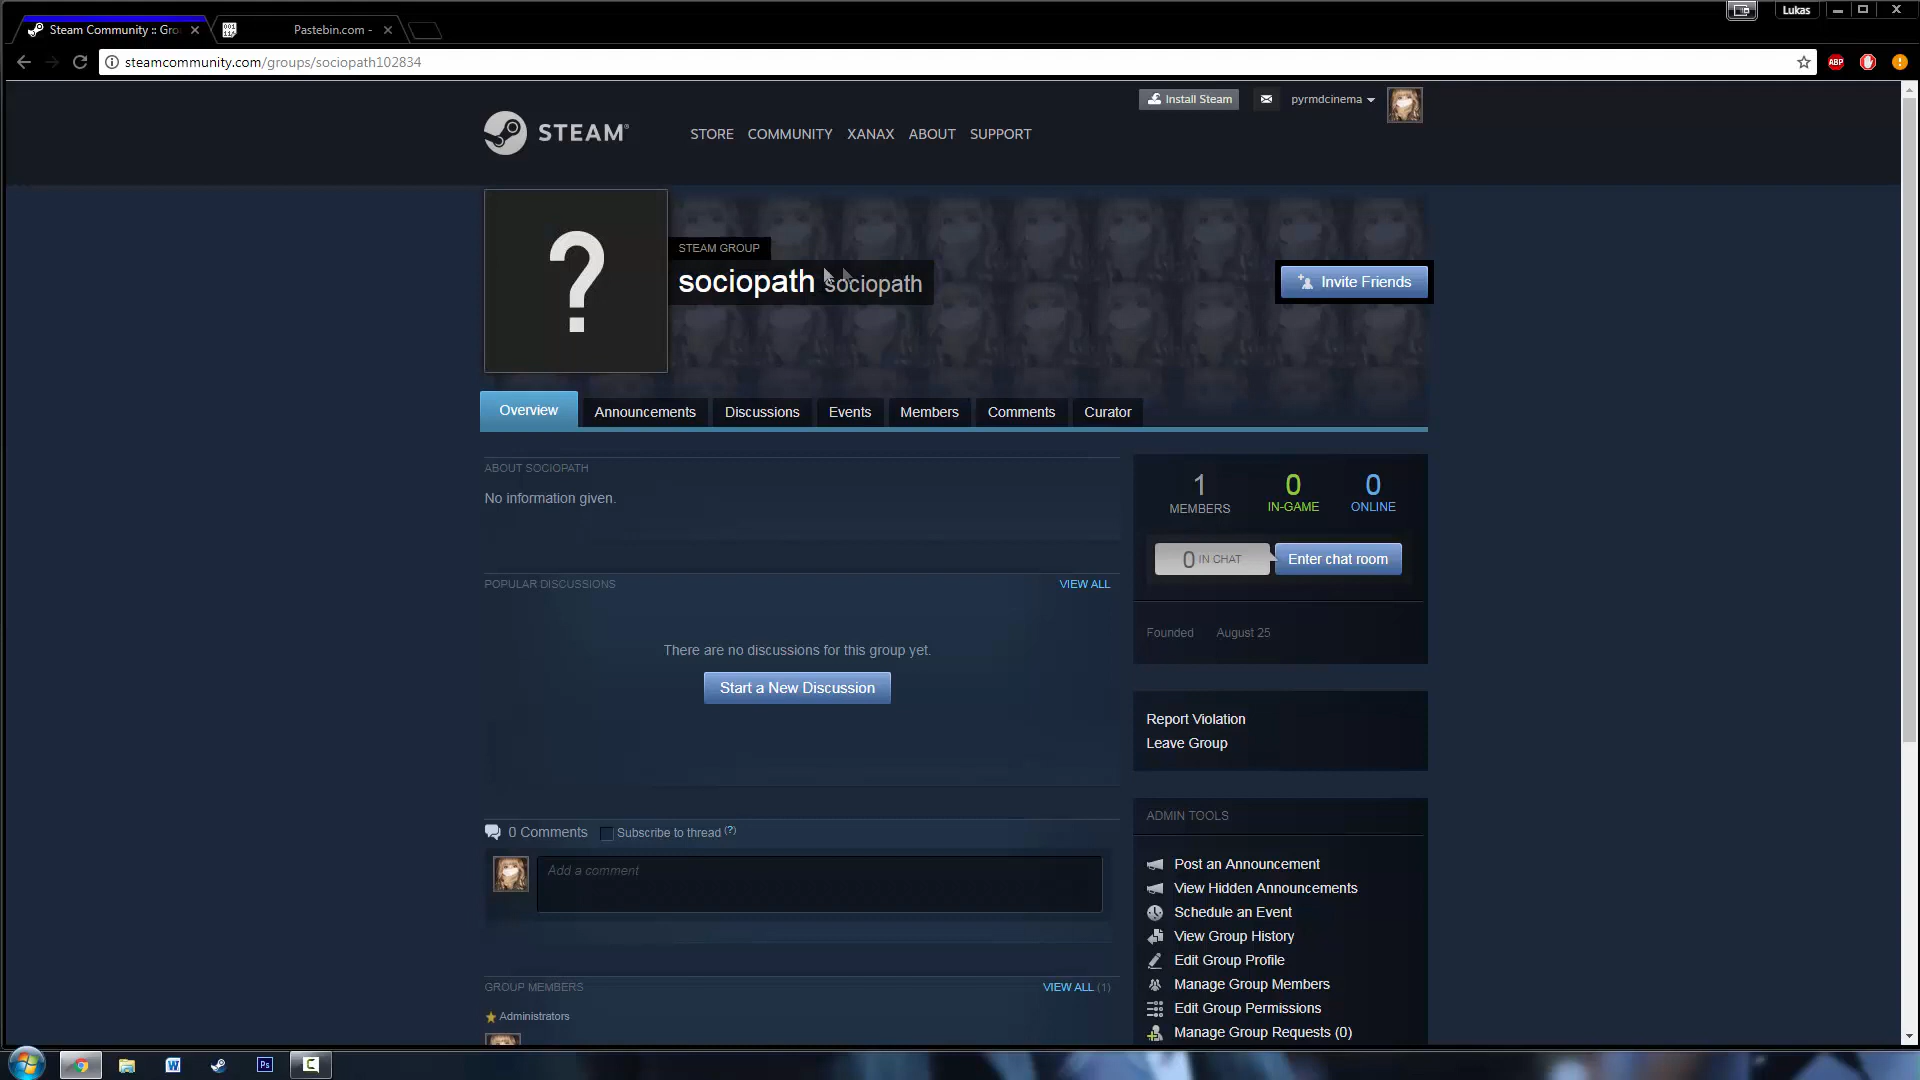 Lukas
Steam Community :: Gro
Pastebin.com -
steamcommunity.com/groups/sociopath102834
ABP
Install Steam
pyrmdcinema
STEAM®
STORE COMMUNITY XANAX ABOUT SUPPORT
?
STEAM GROUP
sociopath sociopath
Invite Friends
Overview Announcements Discussions Events Members Comments Curator
ABOUT SOCIOPATH
No information given.
1 MEMBERS
0 IN-GAME
0 ONLINE
0 IN CHAT
Enter chat room
Founded August 25
POPULAR DISCUSSIONS VIEW ALL
There are no discussions for this group yet.
Start a New Discussion
Report Violation
Leave Group
0 Comments Subscribe to thread (?)
Add a comment
ADMIN TOOLS
Post an Announcement
View Hidden Announcements
Schedule an Event
View Group History
Edit Group Profile
Manage Group Members
Edit Group Permissions
Manage Group Requests (0)
GROUP MEMBERS VIEW ALL (1)
Administrators
W
Ps
C